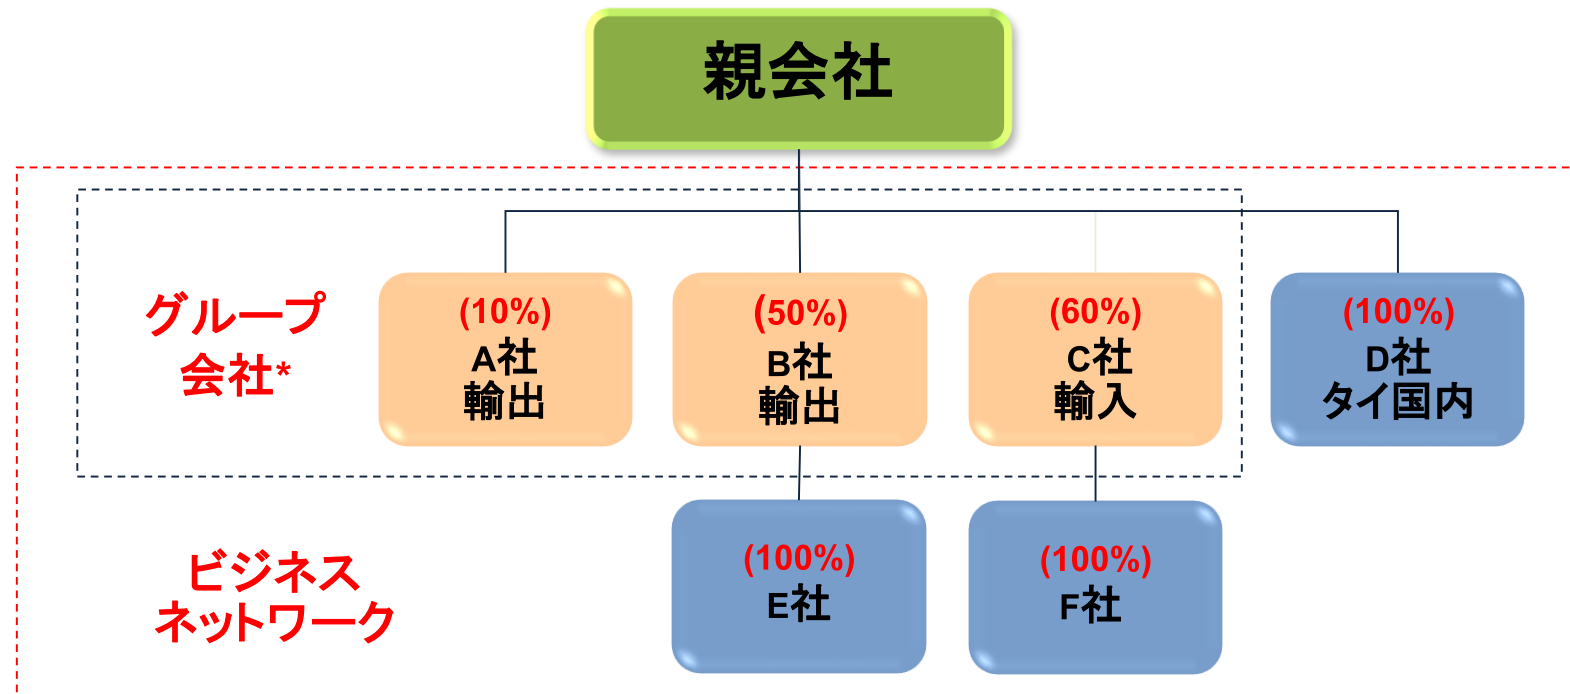 親会社
グループ
会社*
(10%)
A社
輸出
(50%)
B社
輸出
(60%)
C社
輸入
(100%)
D社
タイ国内
ビジネス
ネットワーク
(100%)
E社
(100%)
F社